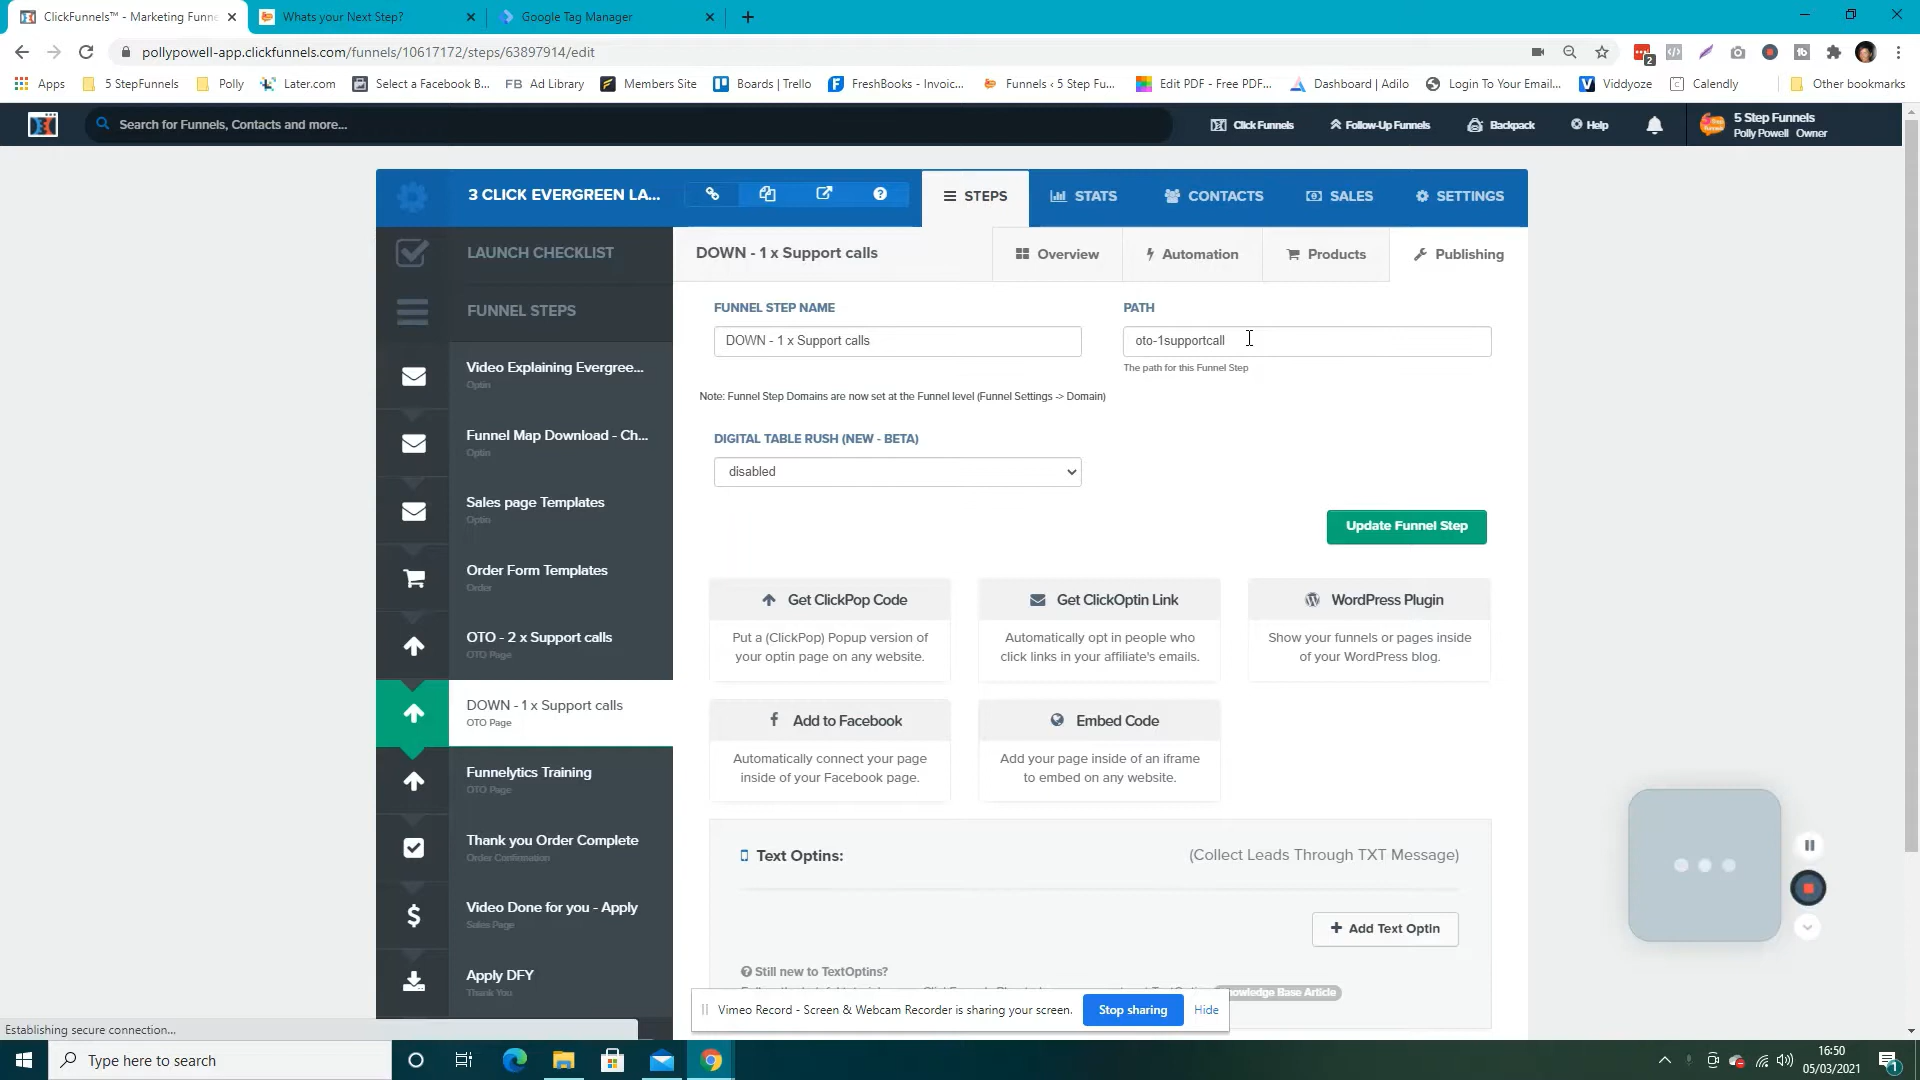 ClickFunnels™ - Marketing Funne
Whats your Next Step?
Google Tag Manager
pollypowell-app.clickfunnels.com/funnels/10617172/steps/63897914/edit
2
Apps
5 StepFunnels
Polly
Later.com
Select a Facebook B...
FB Ad Library
Members Site
Boards | Trello
FreshBooks - Invoic...
Funnels ‹ 5 Step Fu...
Edit PDF - Free PDF...
Dashboard | Adilo
Login To Your Email...
Viddyoze
Calendly
Other bookmarks
Search for Funnels, Contacts and more...
Click Funnels
Follow-Up Funnels
Backpack
Help
5 Step Funnels
Polly Powell Owner
3 CLICK EVERGREEN LA...
STEPS
STATS
CONTACTS
SALES
SETTINGS
LAUNCH CHECKLIST
DOWN - 1 x Support calls
Overview
Automation
Products
Publishing
FUNNEL STEPS
FUNNEL STEP NAME
PATH
DOWN - 1 x Support calls
oto-1supportcall
The path for this Funnel Step
Note: Funnel Step Domains are now set at the Funnel level (Funnel Settings -> Domain)
DIGITAL TABLE RUSH (NEW - BETA)
disabled
Update Funnel Step
Video Explaining Evergree...
Optin
Funnel Map Download - Ch...
Optin
Sales page Templates
Optin
Order Form Templates
Order
OTO - 2 x Support calls
OTO Page
DOWN - 1 x Support calls
OTO Page
Funnelytics Training
OTO Page
Thank you Order Complete
Order Confirmation
Video Done for you - Apply
Sales Page
Apply DFY
Thank You
Get ClickPop Code
Put a (ClickPop) Popup version of
your optin page on any website.
Get ClickOptin Link
Automatically opt in people who
click links in your affiliate's emails.
WordPress Plugin
Show your funnels or pages inside
of your WordPress blog.
Add to Facebook
Automatically connect your page
inside of your Facebook page.
Embed Code
Add your page inside of an iframe
to embed on any website.
Text Optins:
(Collect Leads Through TXT Message)
+ Add Text Optin
Still new to TextOptins?
Knowledge Base Article
Vimeo Record - Screen & Webcam Recorder is sharing your screen.
Stop sharing
Hide
Establishing secure connection...
Type here to search
16:50
05/03/2021
1